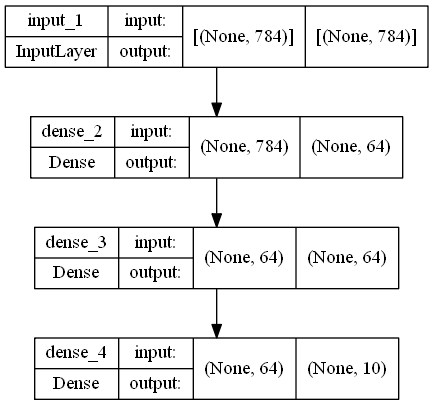 input_1 input: [(None, 784)] [(None, 784)]
InputLayer output:
dense_2 input: (None, 784) (None, 64)
Dense output:
dense_3 input: (None, 64) (None, 64)
Dense output:
dense_4 input: (None, 64) (None, 10)
Dense output: